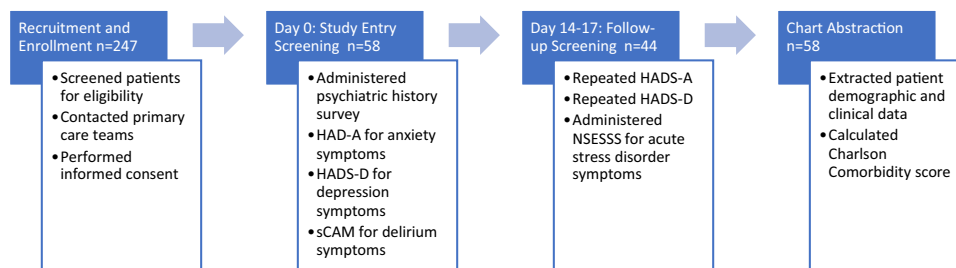 Recruitment and
Enrollment n=247
•Screened patients
for eligibility
•Contacted primary
care teams
•Performed
informed consent
Day 0: Study Entry
Screening n=58
•Administered
psychiatric history
survey
•HAD-A for anxiety
symptoms
•HADS-D for
depression
symptoms
•sCAM for delirium
symptoms
Day 14-17: Follow-
up Screening n=44
•Repeated HADS-A
•Repeated HADS-D
•Administered
NSESSS for acute
stress disorder
symptoms
Chart Abstraction
n=58
•Extracted patient
demographic and
clinical data
•Calculated
Charlson
Comorbidity score